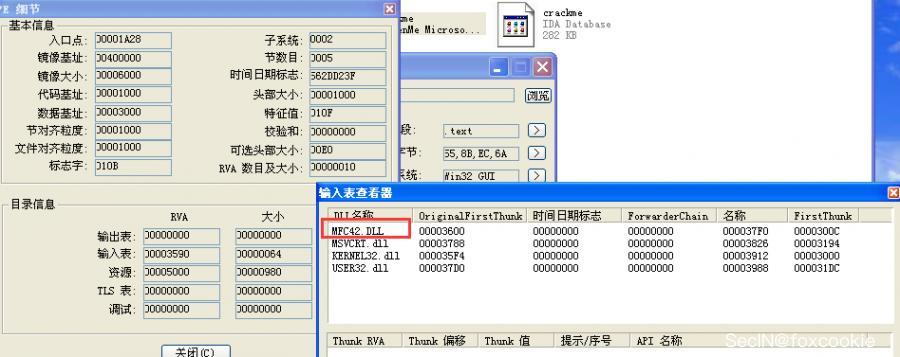 细节
基本信息
入口点: 00001A28 子系统: 0002
镜像基址: 00400000 节数目: 0005
镜像大小: 00006000 时间日期标志: 562DD23F
代码基址: 00001000 头部大小: 00001000
数据基址: 00003000 特征值: 010F
节对齐粒度: 00001000 校验和: 00000000
文件对齐粒度: 00001000 可选头部大小: 00E0
标志字: 010B RVA 数目及大小: 00000010
目录信息
RVA 大小
输出表: 00000000 00000000
输入表: 00003590 00000064
资源: 00005000 00000980
TLS 表: 00000000 00000000
调试: 00000000 00000000
关闭(C)
crackme
IDA Database
282 KB
Microso...
浏览
段: .text >
节: 55,8B,EC,6A >
统: Win32 GUI
输入表查看器
DLL名称 OriginalFirstThunk 时间日期标志 ForwarderChain 名称 FirstThunk
MFC42.DLL 00003600 00000000 00000000 000037F0 0000300C
MSVCRT.dll 00003788 00000000 00000000 00003826 00003194
KERNEL32.dll 000035F4 00000000 00000000 00003912 00003000
USER32.dll 000037D0 00000000 00000000 00003988 000031DC
Thunk RVA Thunk 偏移 Thunk 值 提示/序号 API 名称
SecIN@foxcookie